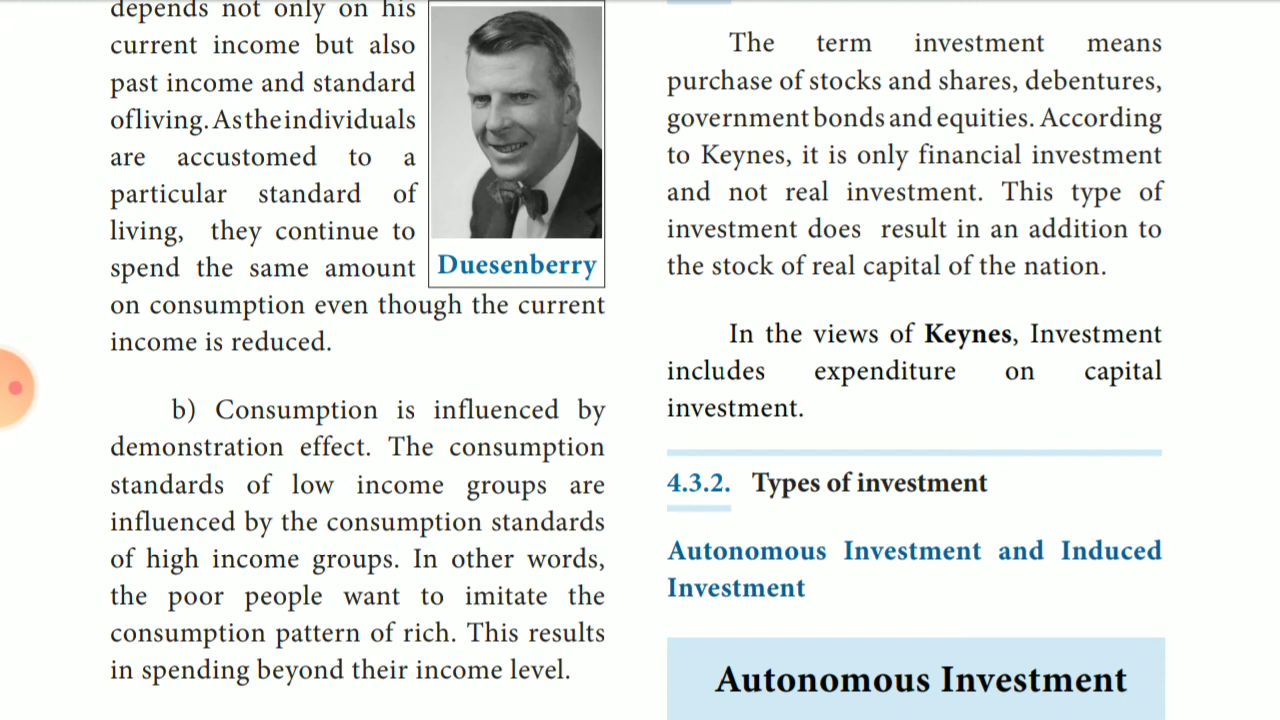 depends not only on his
current income but also
past income and standard
ofliving. As the individuals
are accustomed to a
particular standard of
living, they continue to
spend the same amount
on consumption even though the current
income is reduced.
Duesenberry
b) Consumption is influenced by
demonstration effect. The consumption
standards of low income groups are
influenced by the consumption standards
of high income groups. In other words,
the poor people want to imitate the
consumption pattern of rich. This results
in spending beyond their income level.
The term investment means
purchase of stocks and shares, debentures,
government bonds and equities. According
to Keynes, it is only financial investment
and not real investment. This type of
investment does result in an addition to
the stock of real capital of the nation.
In the views of Keynes, Investment
includes expenditure on capital
investment.
4.3.2. Types of investment
Autonomous Investment and Induced
Investment
Autonomous Investment